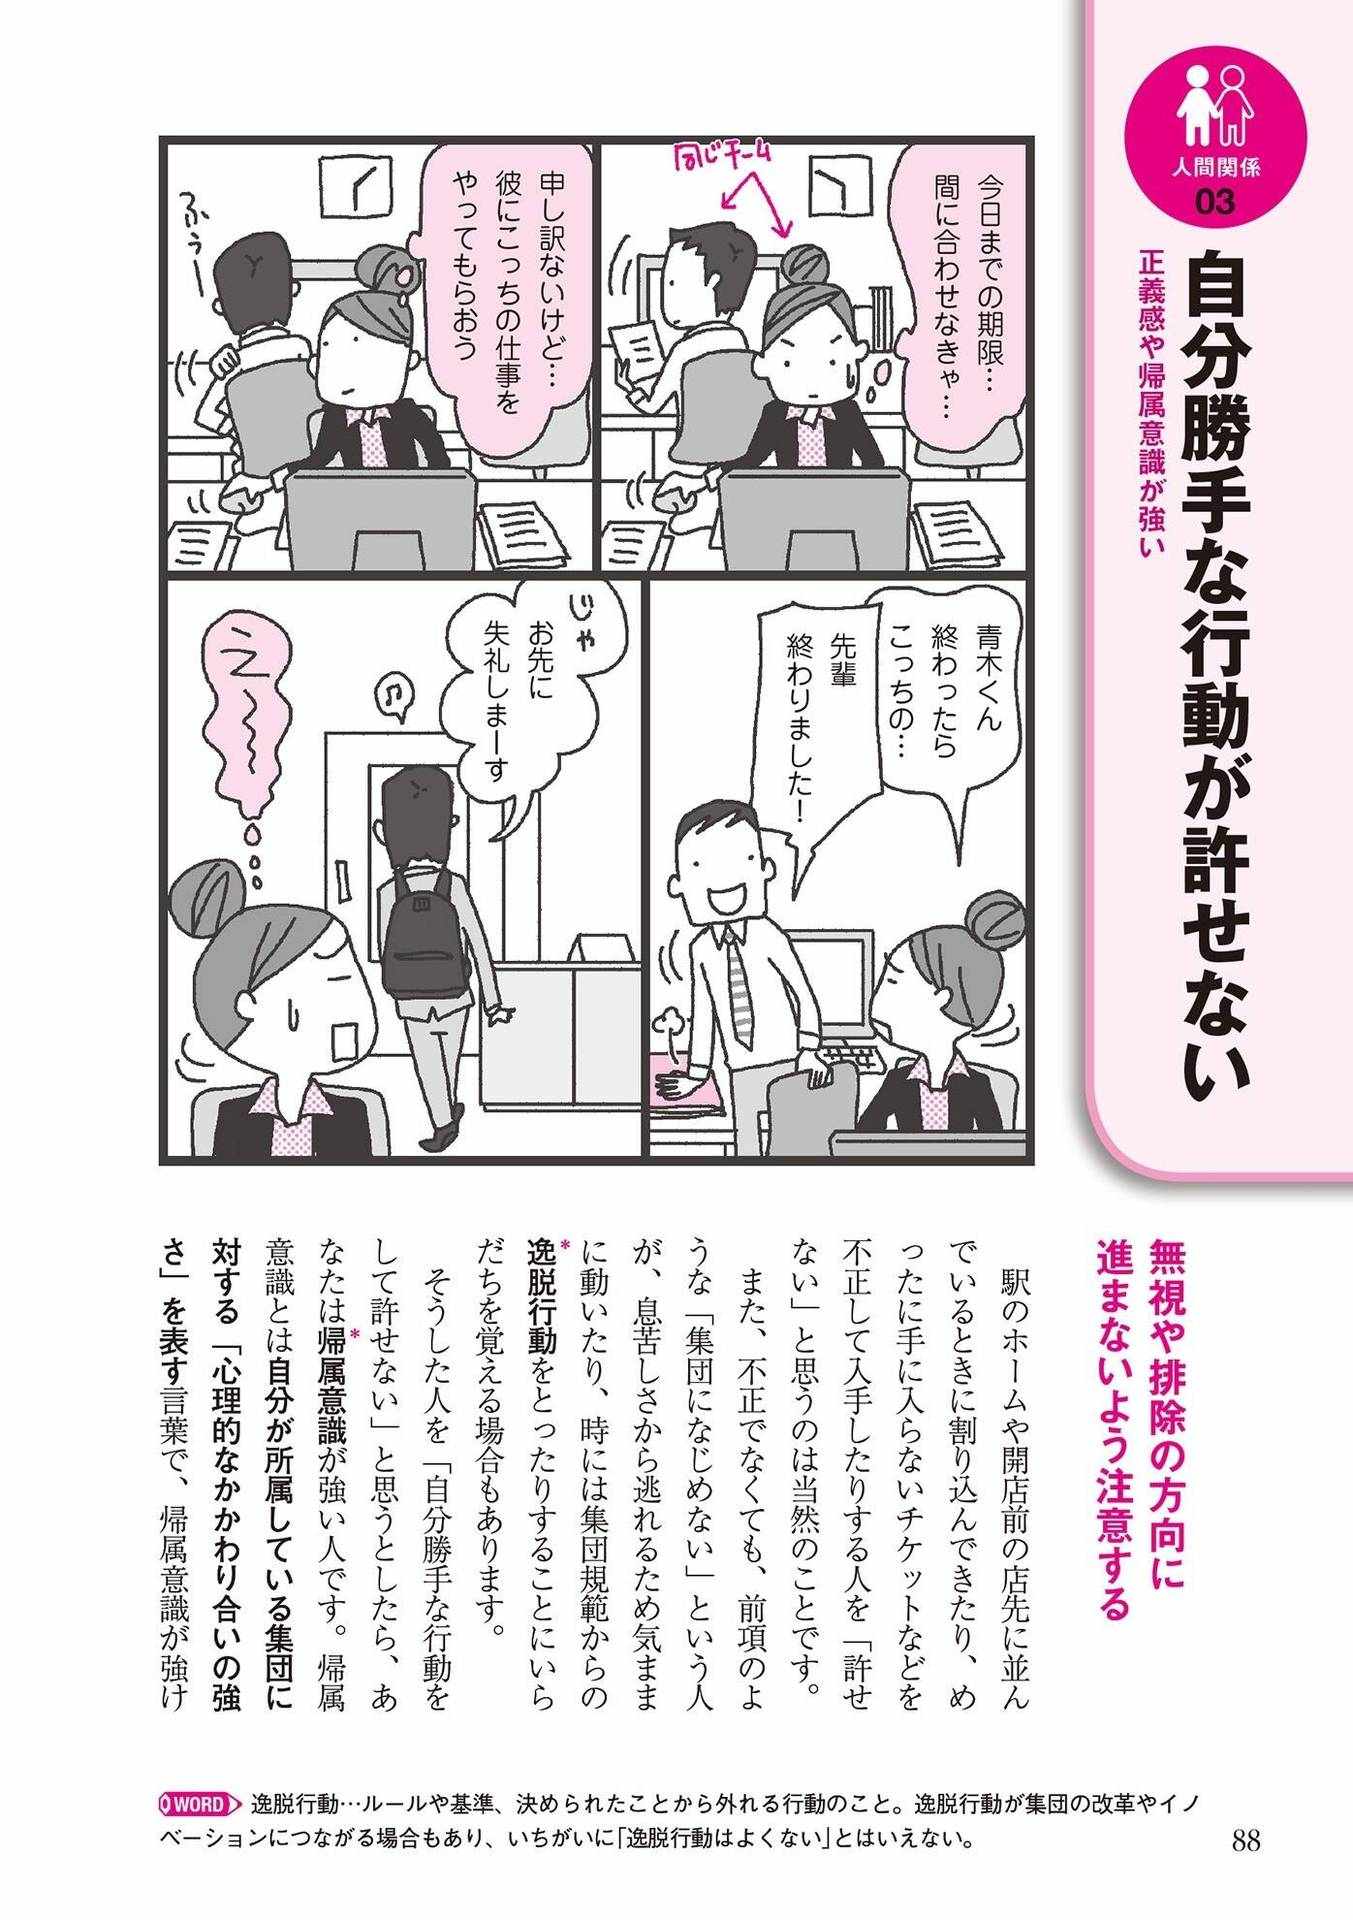 人間関係
03
自分勝手な行動が許せない
正義感や帰属意識が強い
同じチーム
今日までの期限…
間に合わせなきゃ…
申し訳ないけど…
彼にこっちの仕事を
やってもらおう
ふぅー
青木くん
終わったら
こっちの…
先輩
終わりました！
じゃ
お先に
失礼しまーす
え〜
無視や排除の方向に
進まないよう注意する
駅のホームや開店前の店先に並ん
でいるときに割り込んできたり、め
ったに手に入らないチケットなどを
不正して入手したりする人を「許せ
ない」と思うのは当然のことです。
また、不正でなくても、前項のよ
うな「集団になじめない」という人
が、息苦しさから逃れるため気まま
に動いたり、時には集団規範からの
逸脱行動*をとったりすることにいら
だちを覚える場合もあります。
そうした人を「自分勝手な行動を
して許せない」と思うとしたら、あ
なたは帰属意識*が強い人です。帰属
意識とは自分が所属している集団に
対する「心理的なかかわり合いの強
さ」を表す言葉で、帰属意識が強け
WORD 逸脱行動…ルールや基準、決められたことから外れる行動のこと。逸脱行動が集団の改革やイノ
ベーションにつながる場合もあり、いちがいに「逸脱行動はよくない」とはいえない。
88